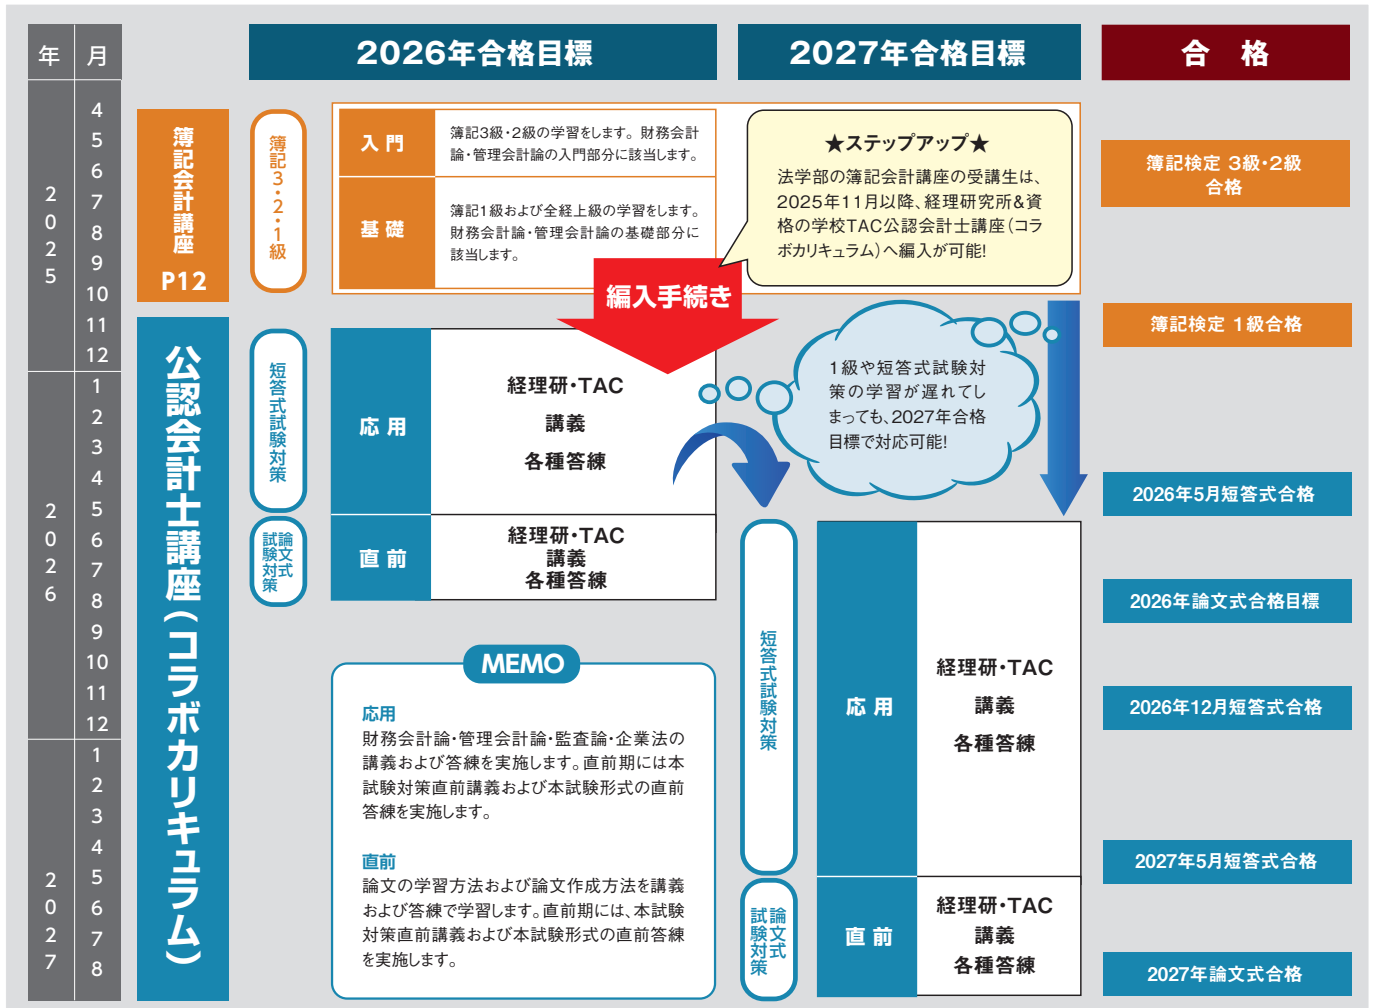 年 月
2026年合格目標
2027年合格目標
合格
2025
4
5
6
7
8
9
10
11
12
2026
1
2
3
4
5
6
7
8
9
10
11
12
2027
1
2
3
4
5
6
7
8
簿記会計講座
P12
公認会計士講座(コラボカリキュラム)
簿記3・2・1級
入門
簿記3級・2級の学習をします。財務会計
論・管理会計論の入門部分に該当します。
基礎
簿記1級および全経上級の学習をします。
財務会計論・管理会計論の基礎部分に
該当します。
★ステップアップ★
法学部の簿記会計講座の受講生は、
2025年11月以降、経理研究所&資
格の学校TAC公認会計士講座(コラ
ボカリキュラム)へ編入が可能!
編入手続き
短答式試験対策
応用
経理研・TAC
講義
各種答練
論文式
試験対策
直前
経理研・TAC
講義
各種答練
1級や短答式試験対
策の学習が遅れてし
まっても、2027年合格
目標で対応可能!
MEMO
応用
財務会計論・管理会計論・監査論・企業法の
講義および答練を実施します。直前期には本
試験対策直前講義および本試験形式の直前
答練を実施します。
直前
論文の学習方法および論文作成方法を講義
および答練で学習します。直前期には、本試験
対策直前講義および本試験形式の直前答練
を実施します。
短答式試験対策
応用
経理研・TAC
講義
各種答練
論文式
試験対策
直前
経理研・TAC
講義
各種答練
簿記検定 3級・2級
合格
簿記検定 1級合格
2026年5月短答式合格
2026年論文式合格目標
2026年12月短答式合格
2027年5月短答式合格
2027年論文式合格